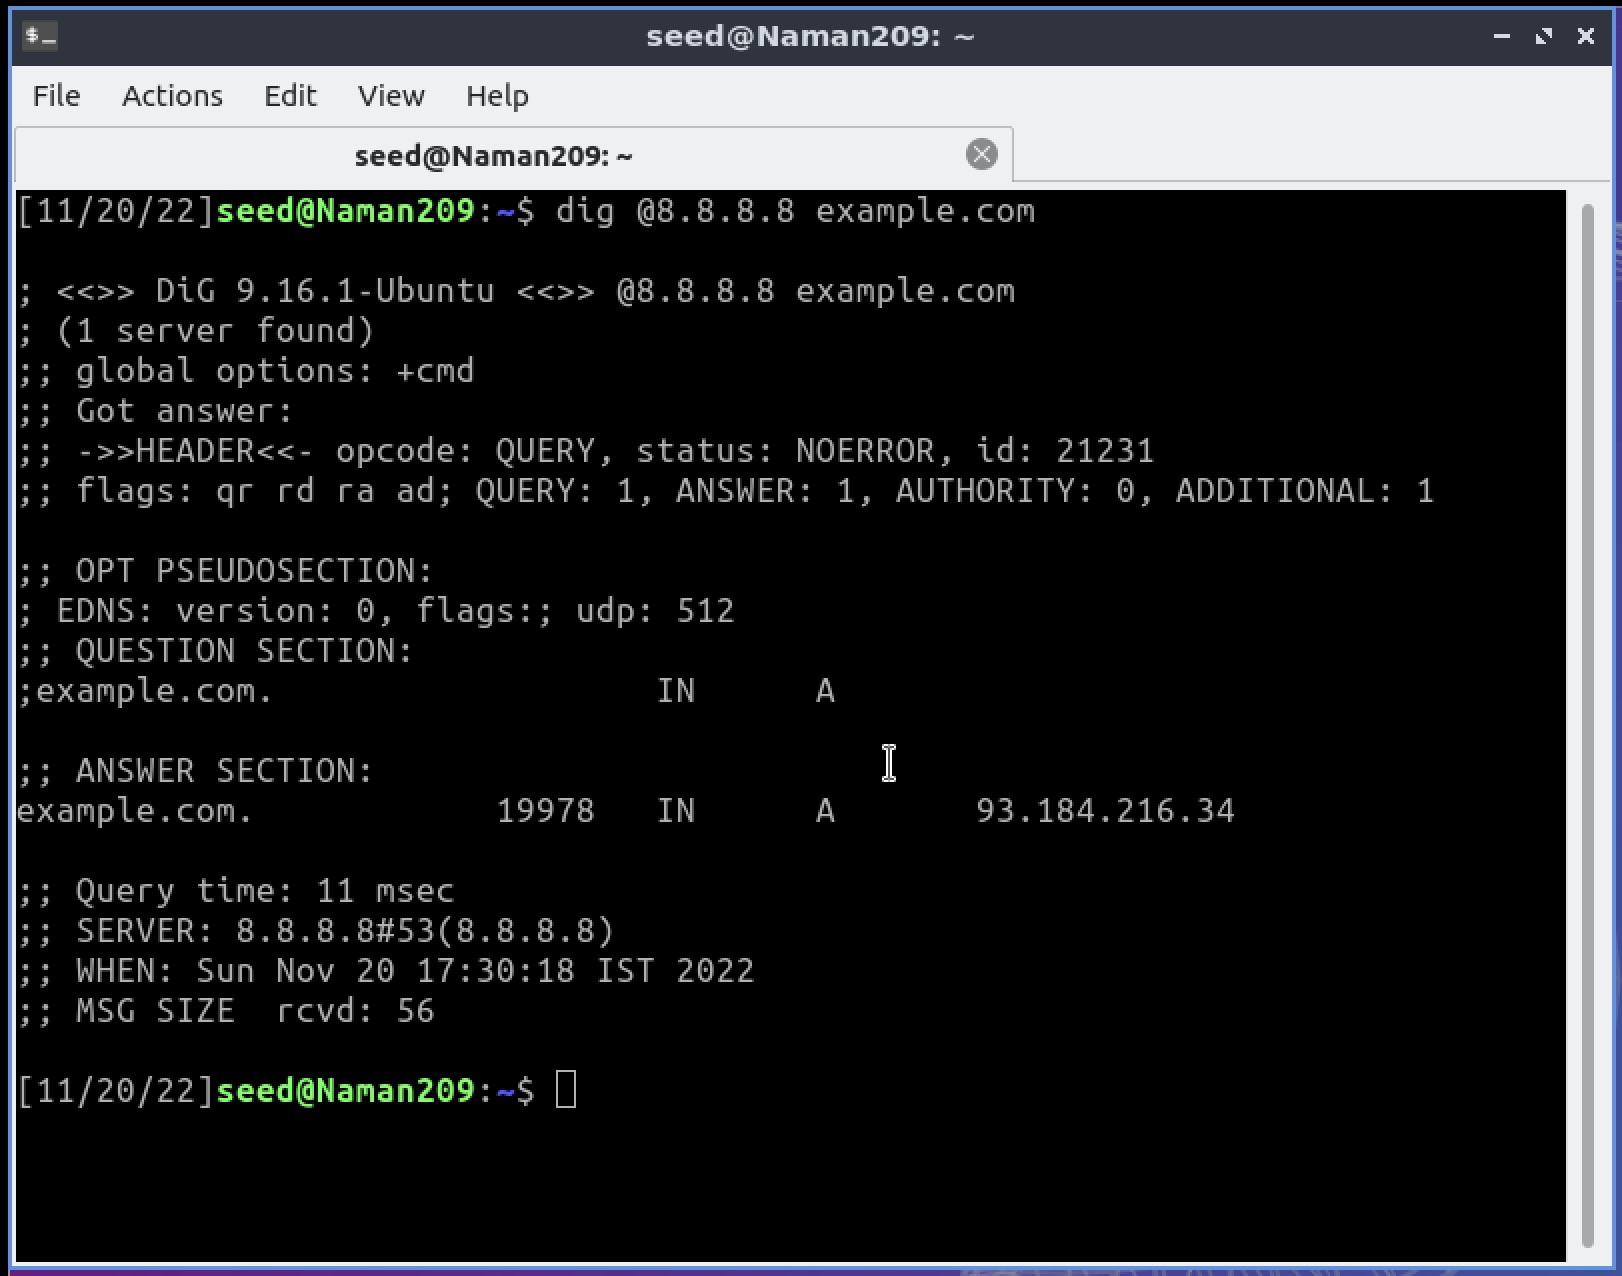 $_ seed@Naman209: ~
File Actions Edit View Help
seed@Naman209: ~
[11/20/22]seed@Naman209:~$ dig @8.8.8.8 example.com
; <<>> DiG 9.16.1-Ubuntu <<>> @8.8.8.8 example.com
; (1 server found)
;; global options: +cmd
;; Got answer:
;; ->>HEADER<<- opcode: QUERY, status: NOERROR, id: 21231
;; flags: qr rd ra ad; QUERY: 1, ANSWER: 1, AUTHORITY: 0, ADDITIONAL: 1
;; OPT PSEUDOSECTION:
; EDNS: version: 0, flags:; udp: 512
;; QUESTION SECTION:
;example.com. IN A
;; ANSWER SECTION:
example.com. 19978 IN A 93.184.216.34
;; Query time: 11 msec
;; SERVER: 8.8.8.8#53(8.8.8.8)
;; WHEN: Sun Nov 20 17:30:18 IST 2022
;; MSG SIZE rcvd: 56
[11/20/22]seed@Naman209:~$